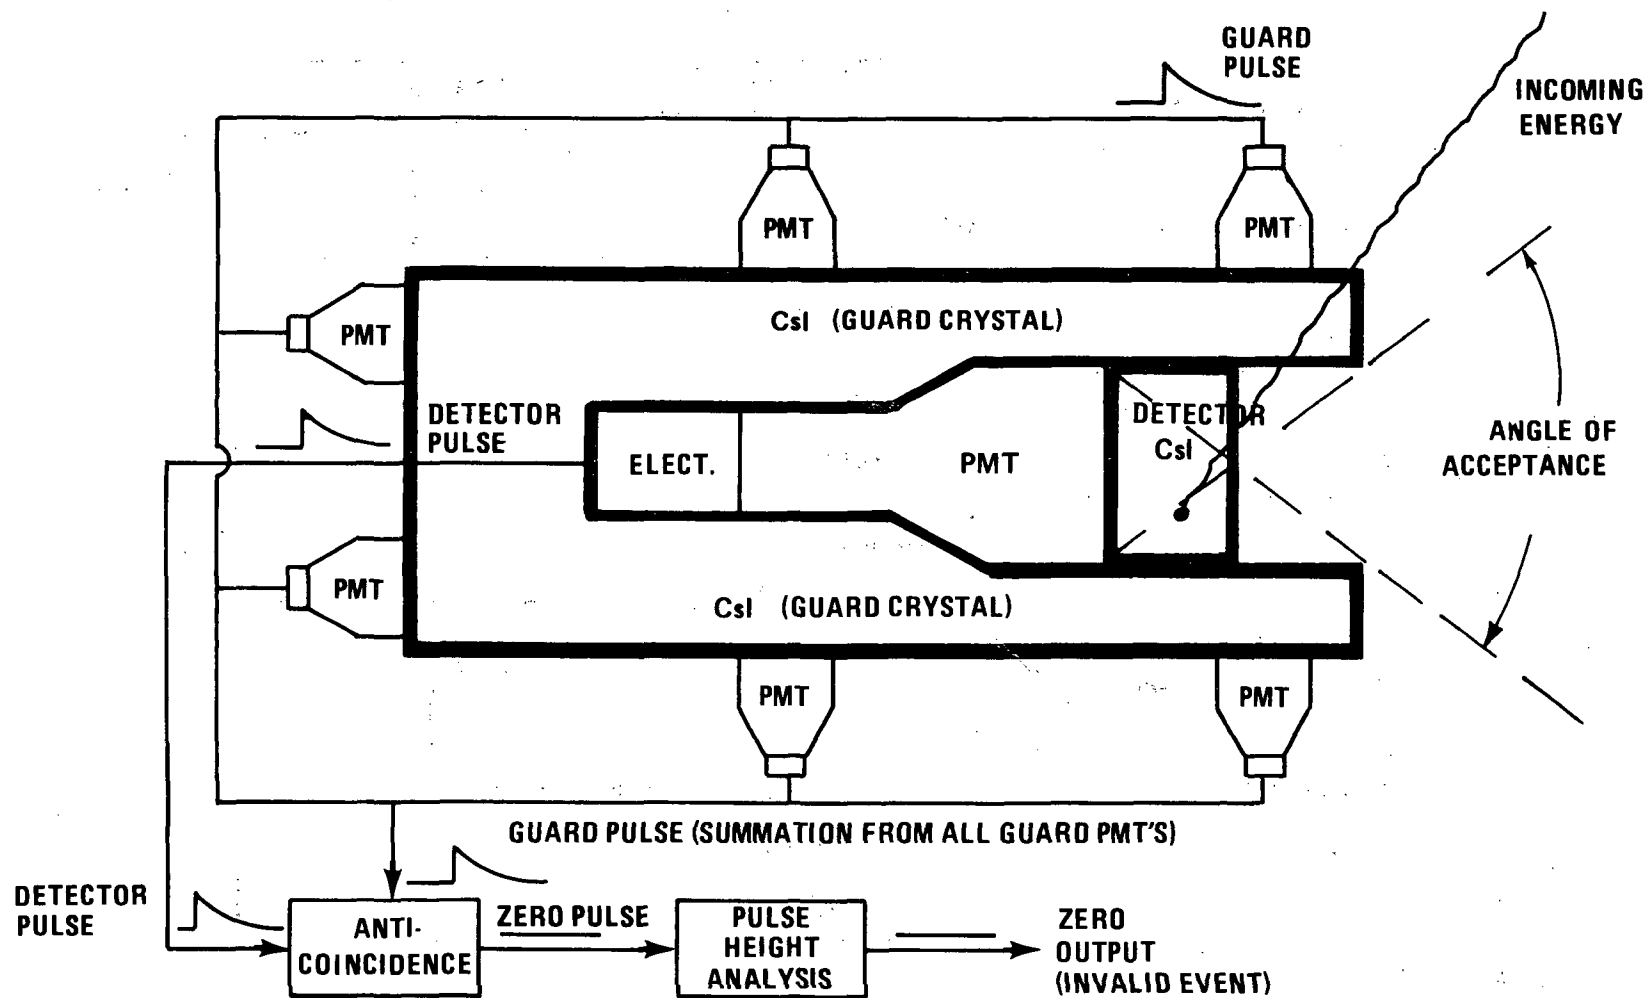 GUARD
PULSE
INCOMING
ENERGY
PMT
PMT
CsI (GUARD CRYSTAL)
PMT
DETECTOR
PULSE
DETECTOR
CsI
ELECT.
PMT
ANGLE OF
ACCEPTANCE
PMT
CsI (GUARD CRYSTAL)
PMT
PMT
GUARD PULSE (SUMMATION FROM ALL GUARD PMT'S)
DETECTOR
PULSE
ANTI-
COINCIDENCE
ZERO PULSE
PULSE
HEIGHT
ANALYSIS
ZERO
OUTPUT
(INVALID EVENT)